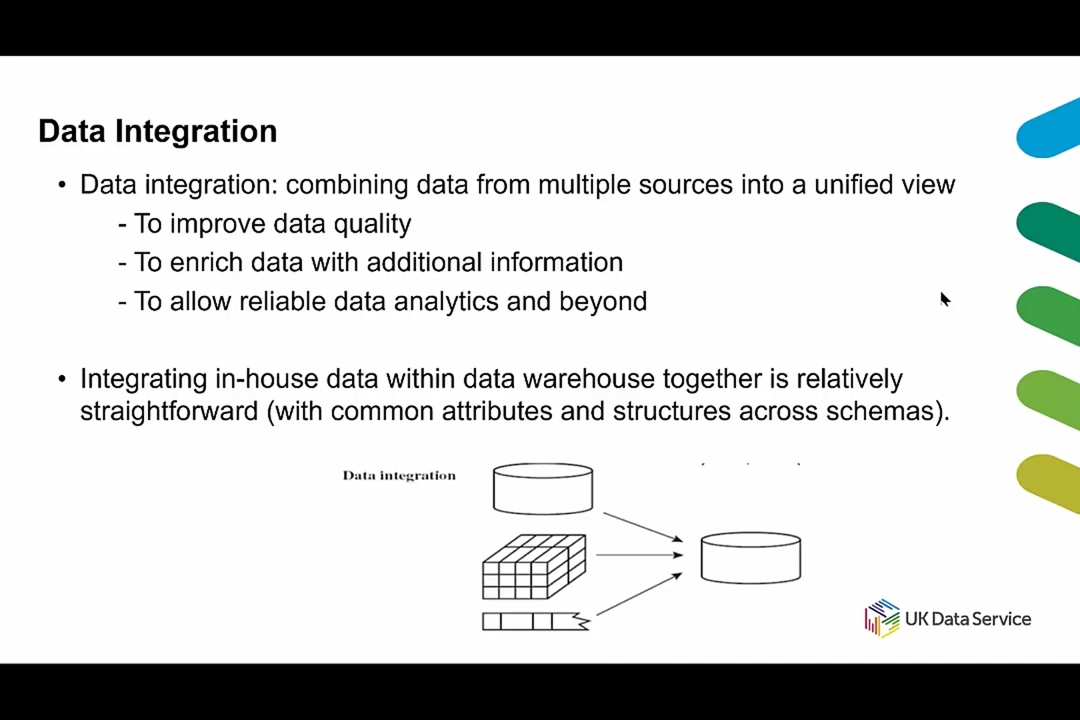 Data Integration
• Data integration: combining data from multiple sources into a unified view
- To improve data quality
- To enrich data with additional information
- To allow reliable data analytics and beyond
• Integrating in-house data within data warehouse together is relatively
straightforward (with common attributes and structures across schemas).
Data integration
UK Data Service